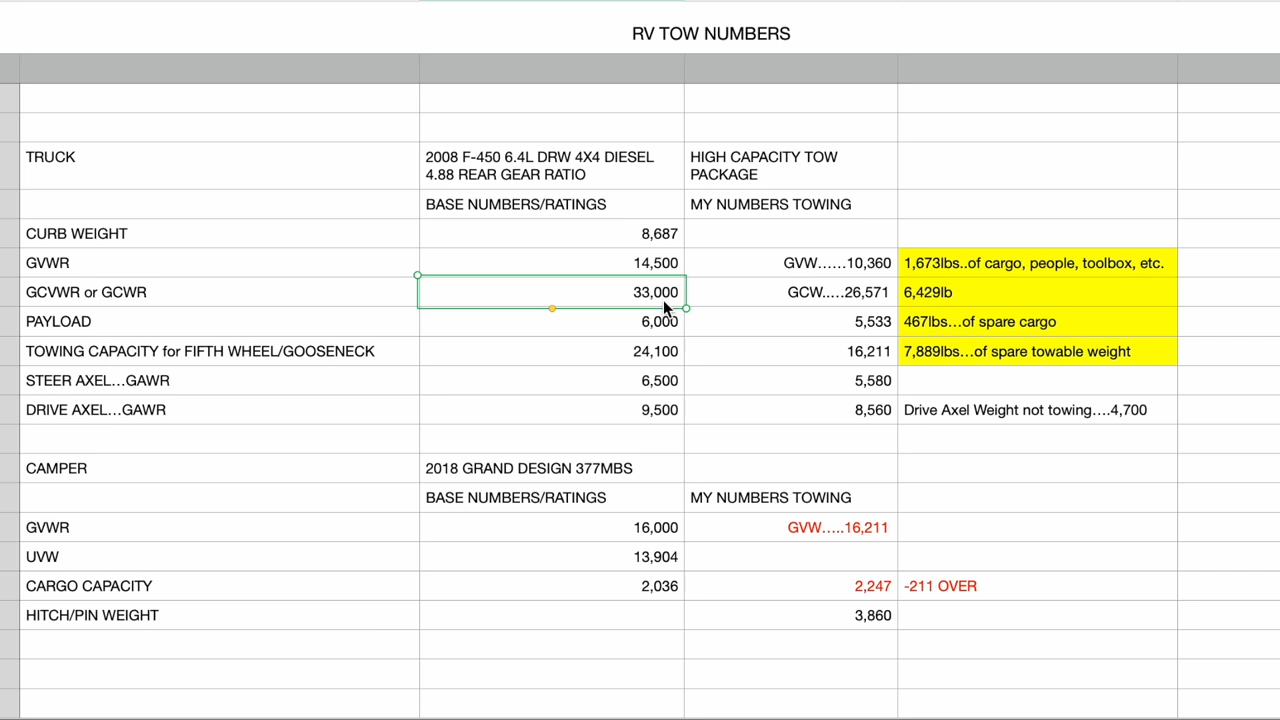 RV TOW NUMBERS
TRUCK
2008 F-450 6.4L DRW 4X4 DIESEL
4.88 REAR GEAR RATIO
HIGH CAPACITY TOW
PACKAGE
BASE NUMBERS/RATINGS
MY NUMBERS TOWING
CURB WEIGHT
8,687
GVWR
14,500
GVW……10,360
1,673lbs..of cargo, people, toolbox, etc.
GCVWR or GCWR
33,000
GCW.….26,571
6,429lb
PAYLOAD
6,000
5,533
467lbs…of spare cargo
TOWING CAPACITY for FIFTH WHEEL/GOOSENECK
24,100
16,211
7,889lbs…of spare towable weight
STEER AXEL…GAWR
6,500
5,580
DRIVE AXEL…GAWR
9,500
8,560
Drive Axel Weight not towing….4,700
CAMPER
2018 GRAND DESIGN 377MBS
BASE NUMBERS/RATINGS
MY NUMBERS TOWING
GVWR
16,000
GVW…..16,211
UVW
13,904
CARGO CAPACITY
2,036
2,247
-211 OVER
HITCH/PIN WEIGHT
3,860